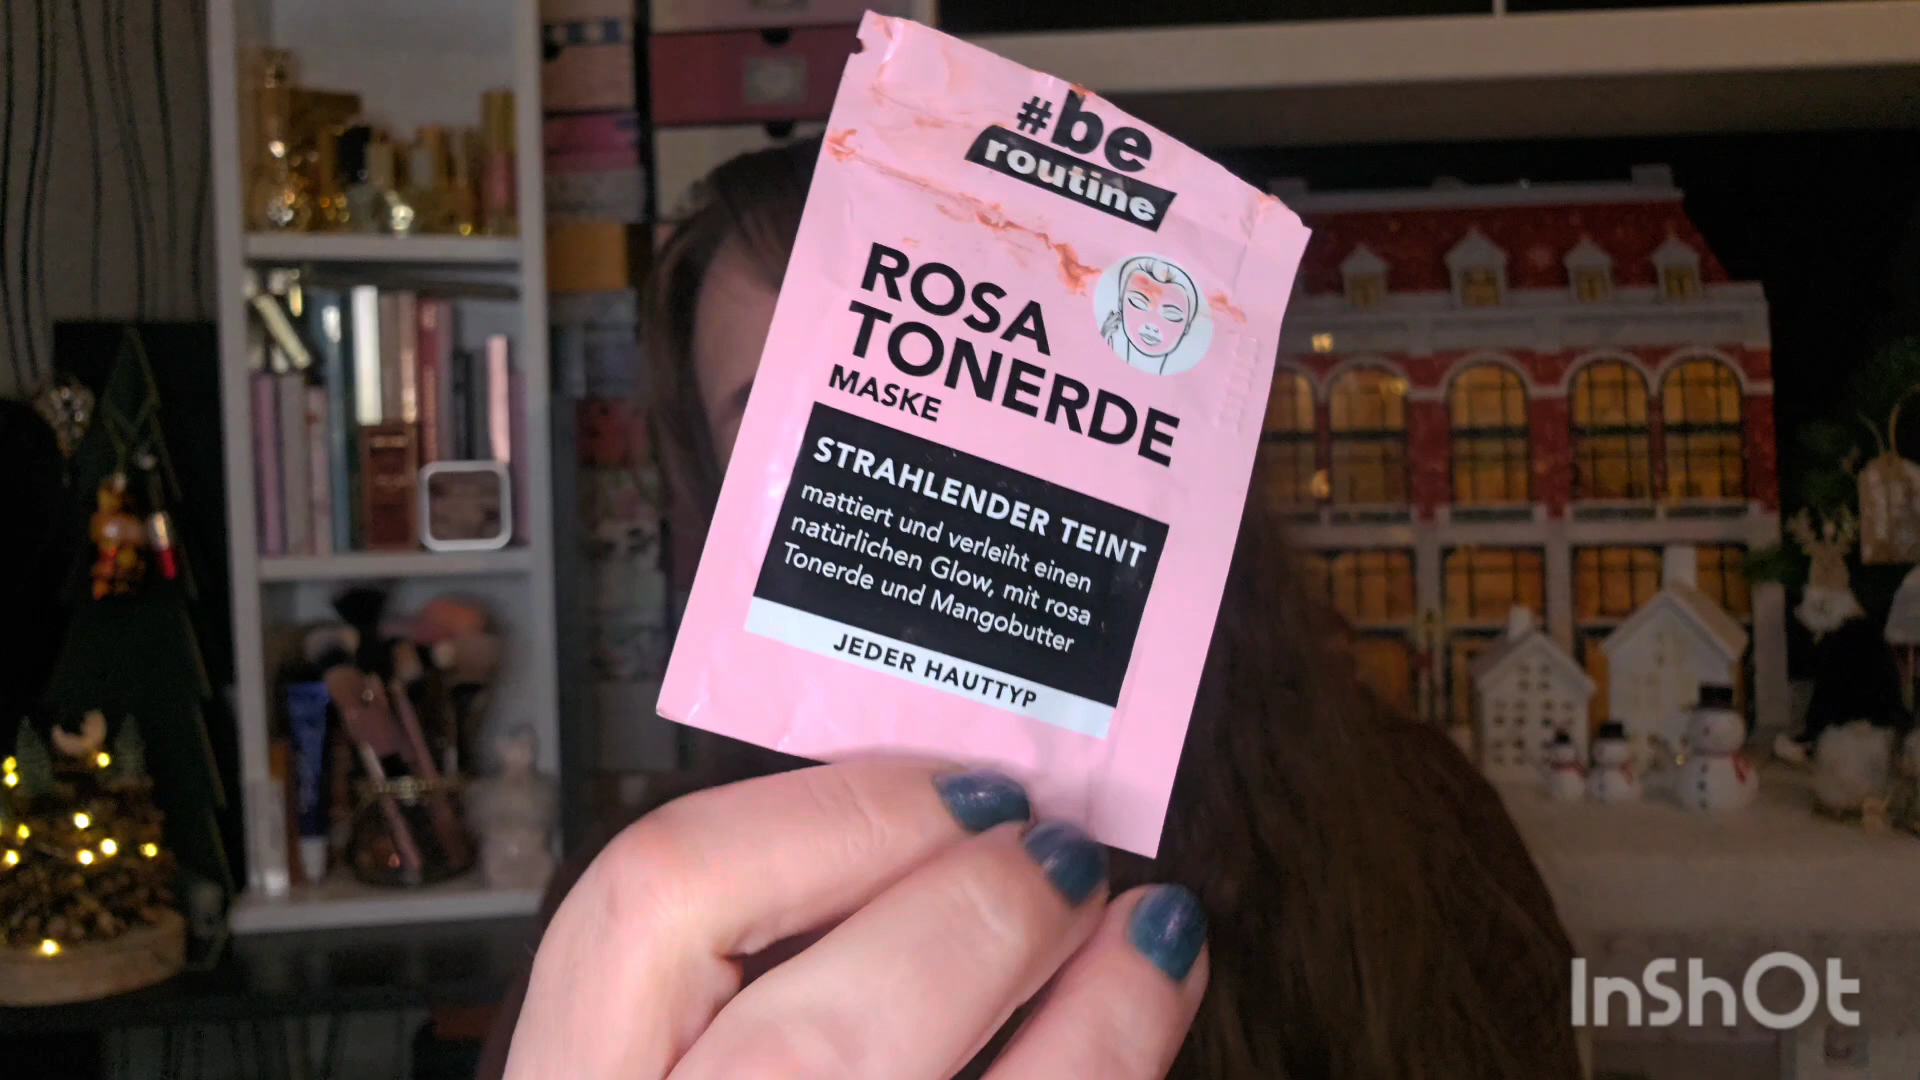 #be
routine
ROSA
TONERDE
MASKE
STRAHLENDER TEINT
mattiert und verleiht einen
natürlichen Glow, mit rosa
Tonerde und Mangobutter
JEDER HAUTTYP
InShOt